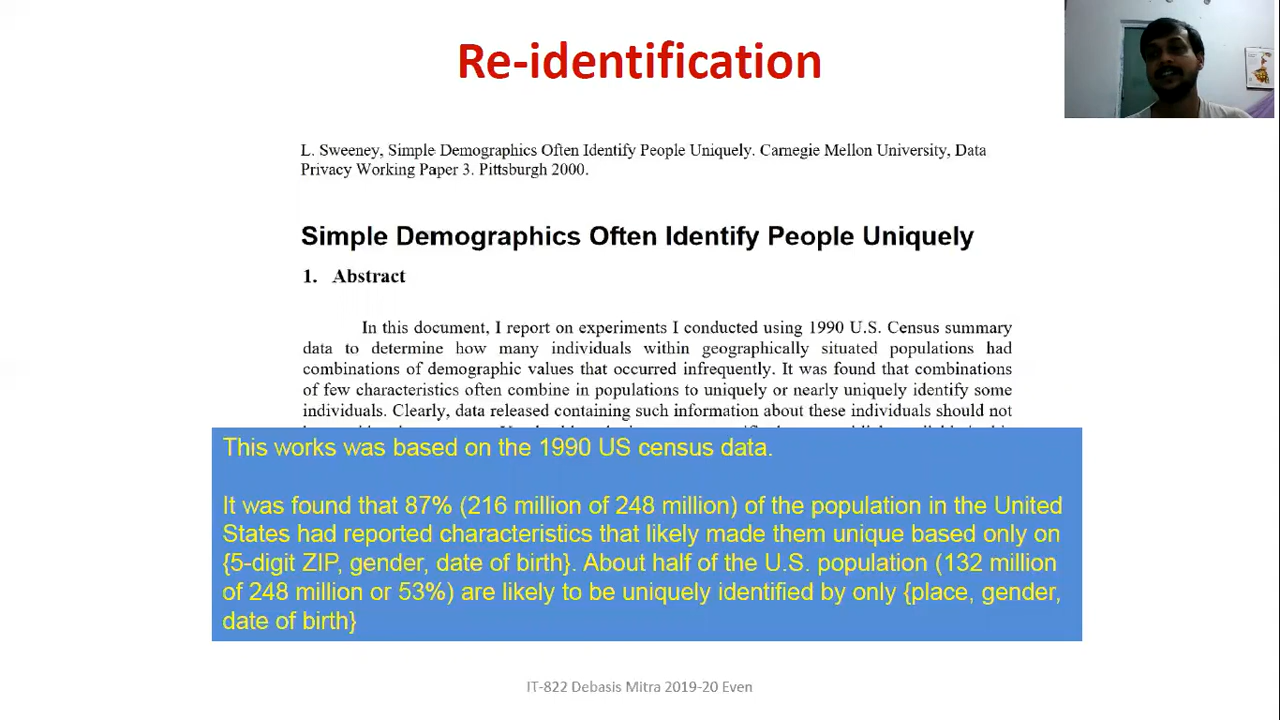 Re-identification
L. Sweeney, Simple Demographics Often Identify People Uniquely. Carnegie Mellon University, Data
Privacy Working Paper 3. Pittsburgh 2000.
Simple Demographics Often Identify People Uniquely
1. Abstract
In this document, I report on experiments I conducted using 1990 U.S. Census summary
data to determine how many individuals within geographically situated populations had
combinations of demographic values that occurred infrequently. It was found that combinations
of few characteristics often combine in populations to uniquely or nearly uniquely identify some
individuals. Clearly, data released containing such information about these individuals should not
This works was based on the 1990 US census data.
It was found that 87% (216 million of 248 million) of the population in the United
States had reported characteristics that likely made them unique based only on
{5-digit ZIP, gender, date of birth}. About half of the U.S. population (132 million
of 248 million or 53%) are likely to be uniquely identified by only {place, gender,
date of birth}
IT-822 Debasis Mitra 2019-20 Even